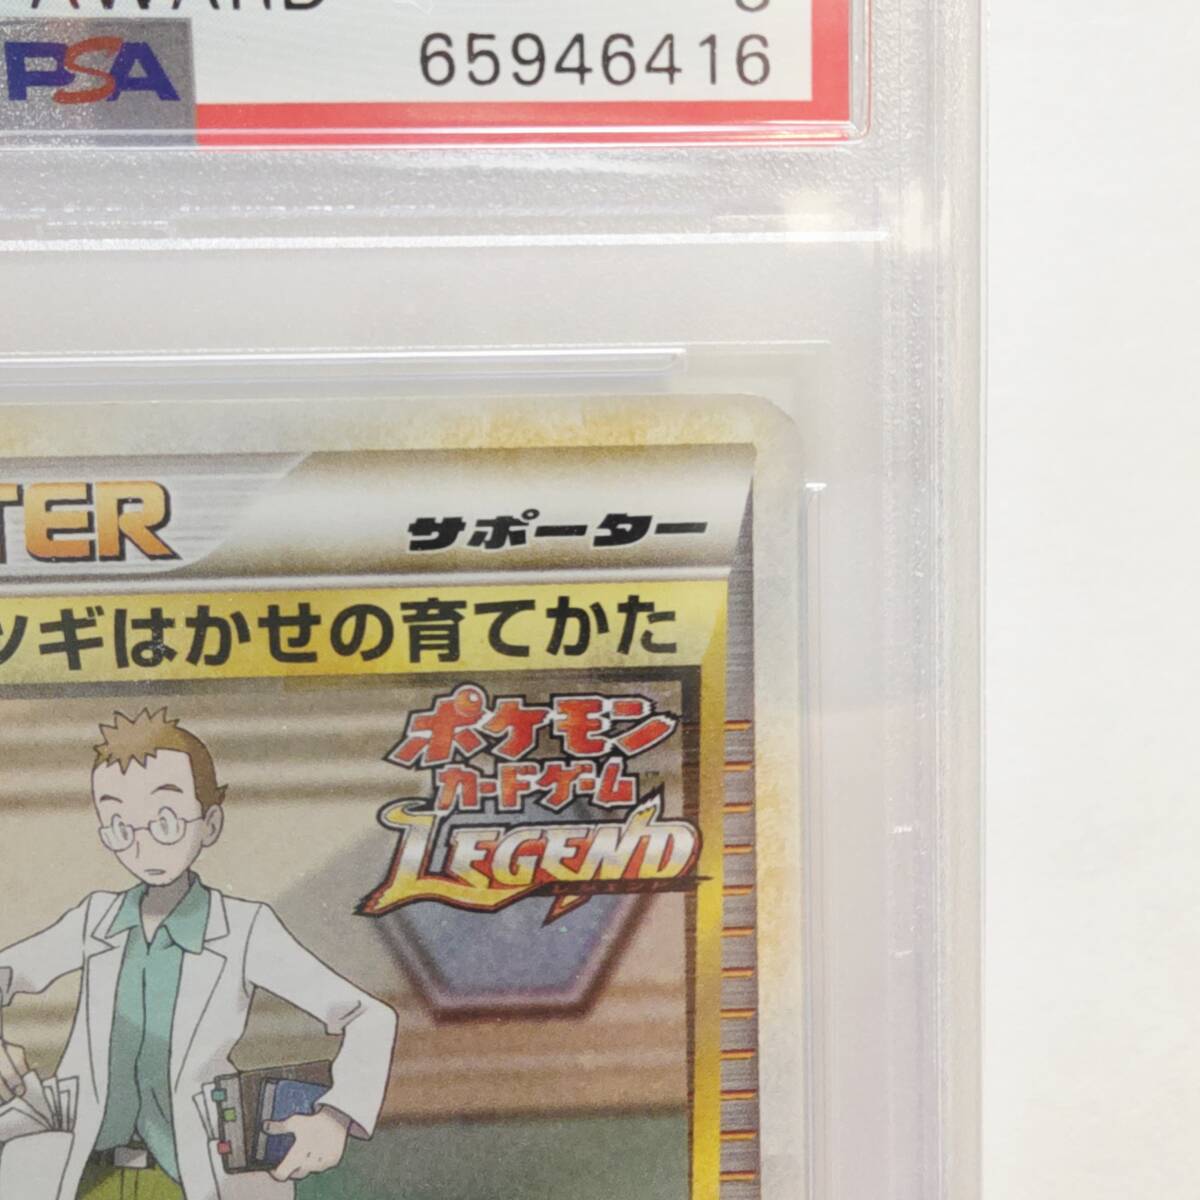 AWARD
PSA
65946416
TER
サポーター
ツギはかせの育てかた
ポケモン
カードゲーム
LEGEND